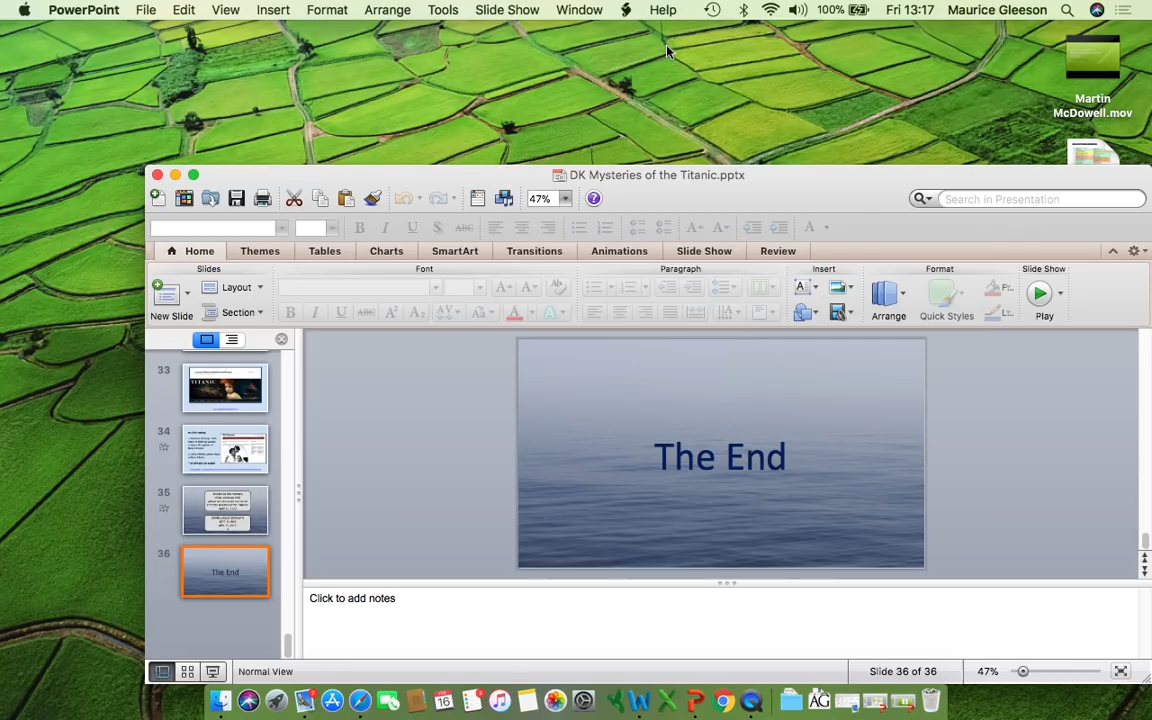 PowerPoint File Edit View Insert Format Arrange Tools Slide Show Window Help 100% Fri 13:17 Maurice Gleeson
Martin
McDowell.mov
DK Mysteries of the Titanic.pptx
47% Search in Presentation
Home Themes Tables Charts SmartArt Transitions Animations Slide Show Review
Slides Font Paragraph Insert Format Slide Show
Layout
New Slide Section Arrange Quick Styles Play
33
TITANIC
34
35
36
The End
The End
Click to add notes
Normal View Slide 36 of 36 47%